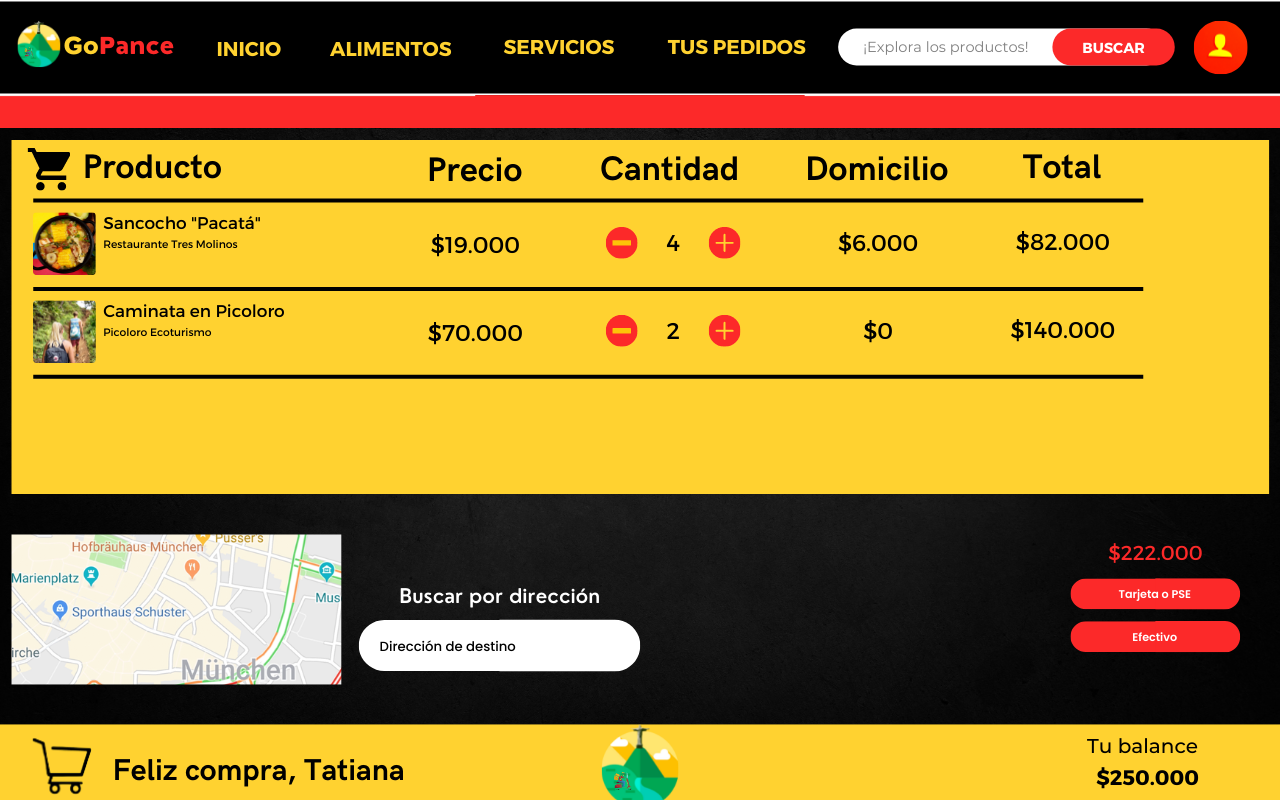 GoPance
INICIO
ALIMENTOS
SERVICIOS
TUS PEDIDOS
¡Explora los productos!
BUSCAR
Producto
Precio
Cantidad
Domicilio
Total
Sancocho "Pacatá"
Restaurante Tres Molinos
$19.000
4
$6.000
$82.000
Caminata en Picoloro
Picoloro Ecoturismo
$70.000
2
$0
$140.000
Pusser's
Hofbräuhaus München
Marienplatz
Mus
Sporthaus Schuster
irche
München
Buscar por dirección
Dirección de destino
$222.000
Tarjeta o PSE
Efectivo
Feliz compra, Tatiana
Tu balance
$250.000